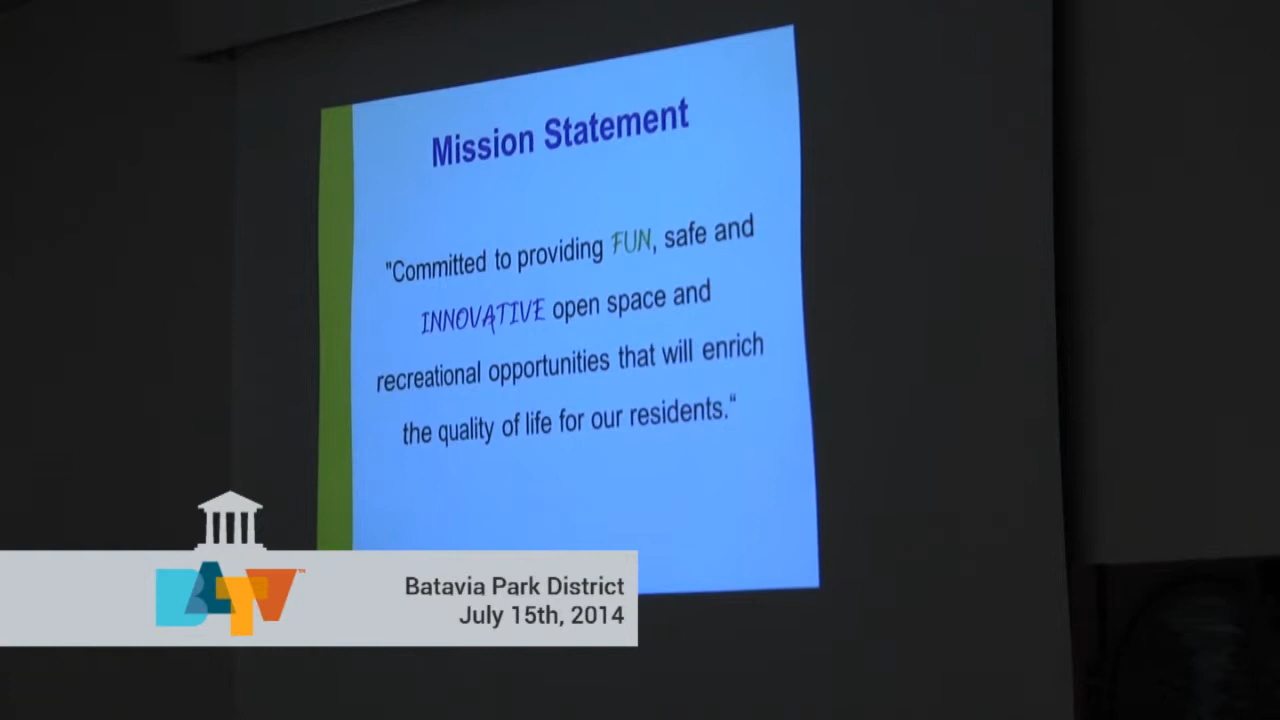 Mission Statement
"Committed to providing FUN, safe and
INNOVATIVE open space and
recreational opportunities that will enrich
the quality of life for our residents.“
BATV™
Batavia Park District
July 15th, 2014